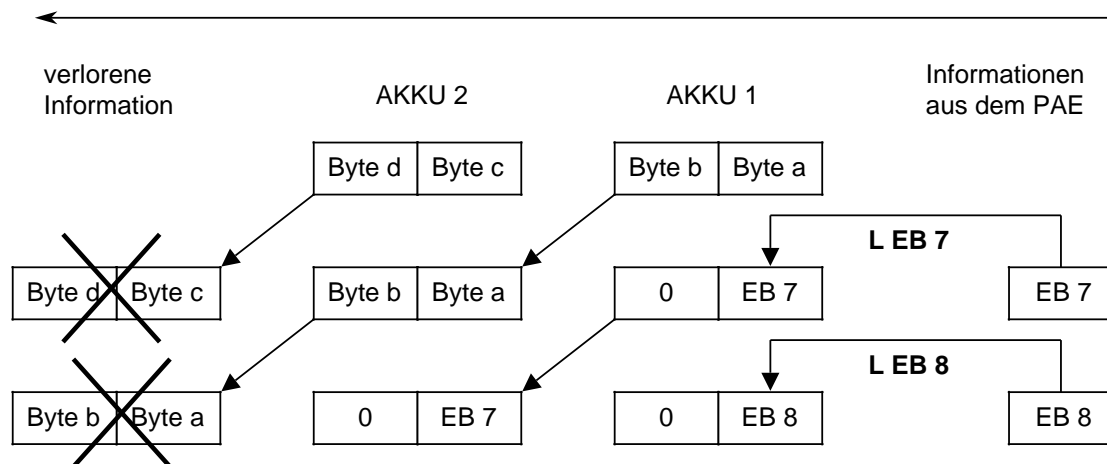 verlorene Information AKKU 2 AKKU 1 Informationen aus dem PAE
Byte d Byte c Byte b Byte a
L EB 7
Byte d Byte c Byte b Byte a 0 EB 7 EB 7
L EB 8
Byte b Byte a 0 EB 7 0 EB 8 EB 8